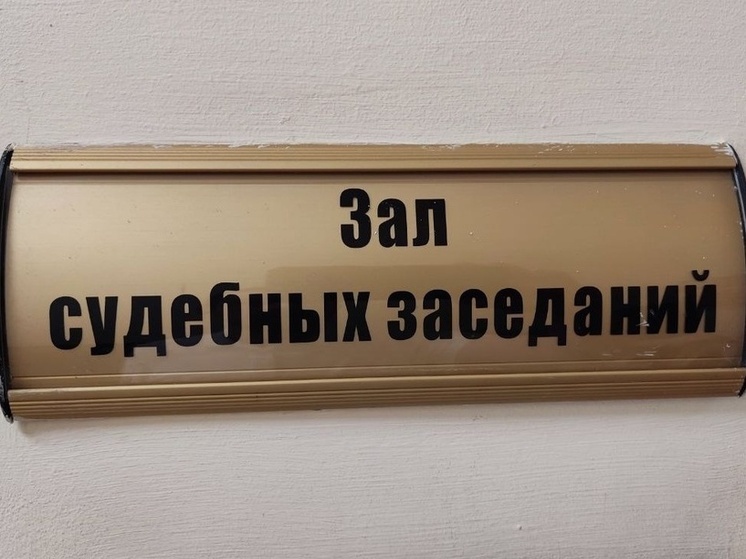 Зал
судебных заседаний